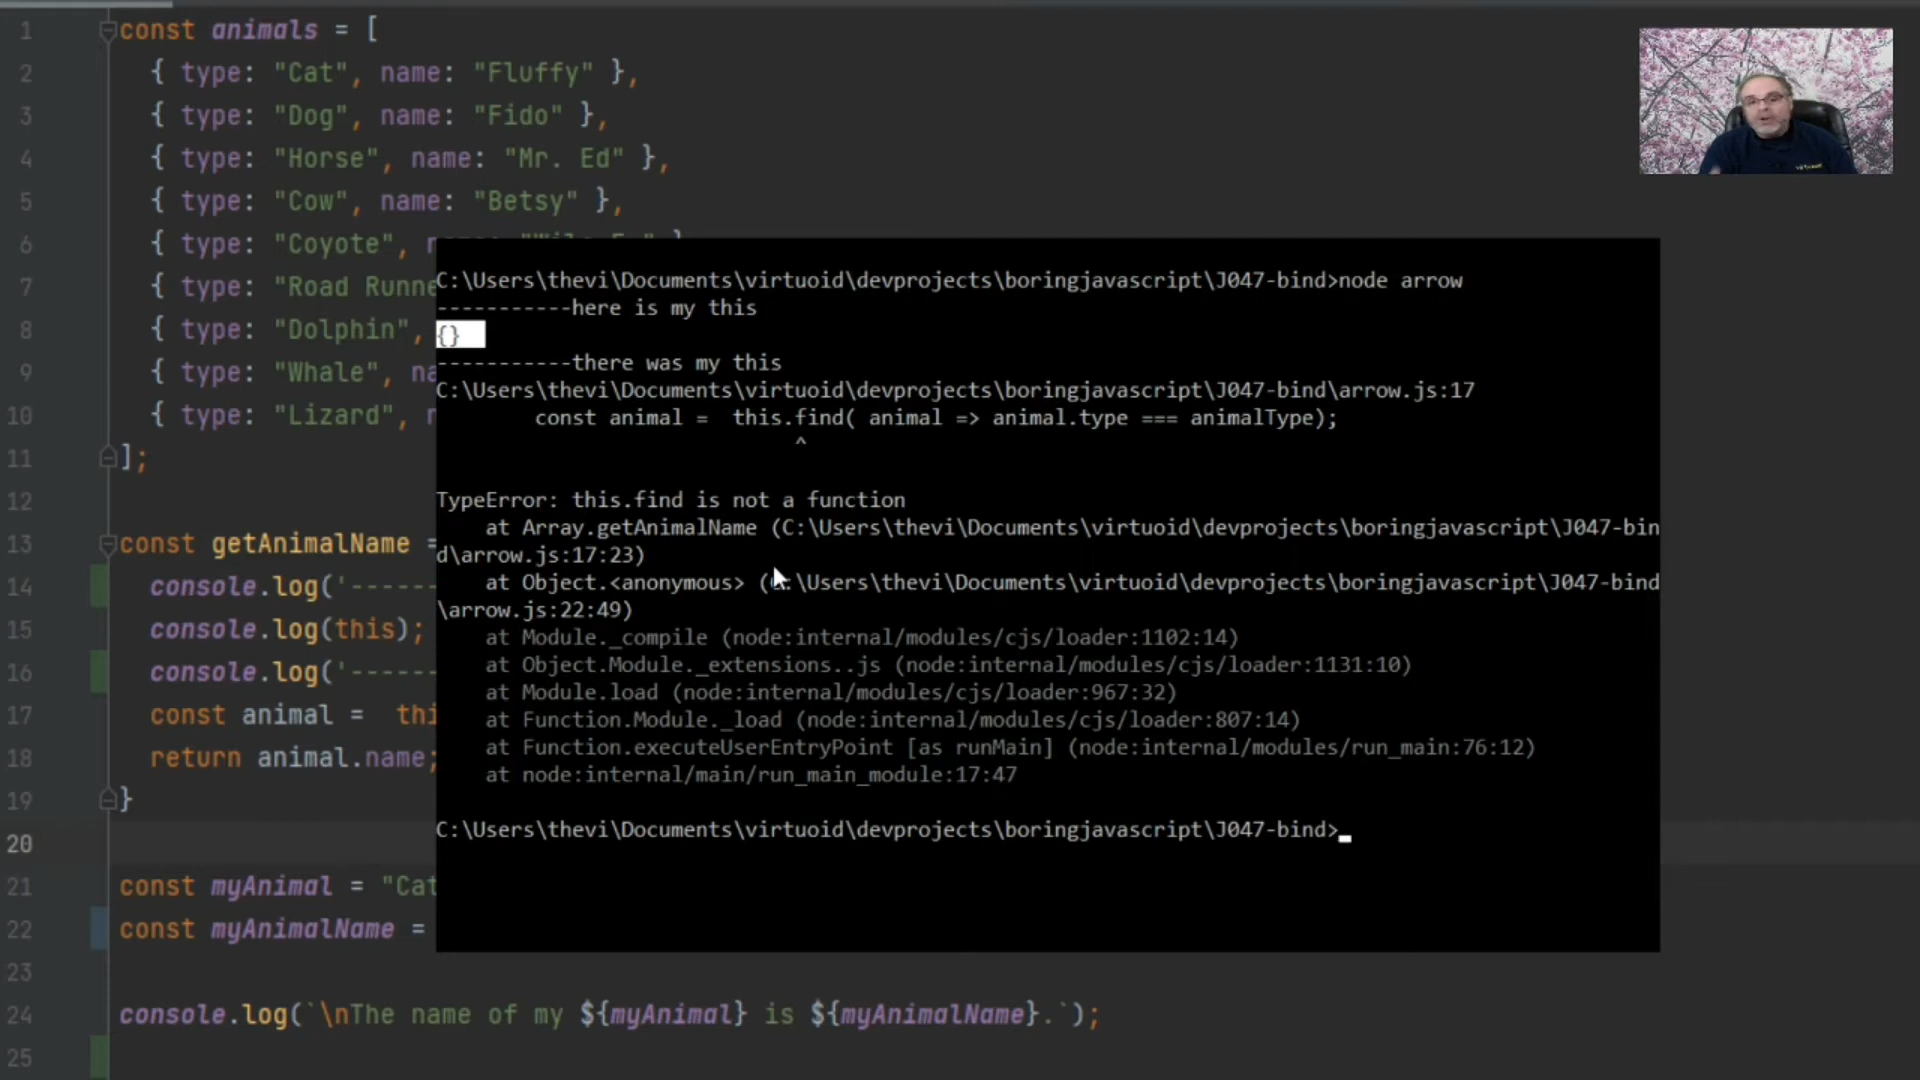 1 const animals = [
2 { type: "Cat", name: "Fluffy" },
3 { type: "Dog", name: "Fido" },
4 { type: "Horse", name: "Mr. Ed" },
5 { type: "Cow", name: "Betsy" },
6 { type: "Coyote",
7 { type: "Road Runne
8 { type: "Dolphin",
9 { type: "Whale", na
10 { type: "Lizard", n
11 ];
12
13 const getAnimalName =
14 console.log('-----
15 console.log(this);
16 console.log('-----
17 const animal = thi
18 return animal.name;
19 }
20
21 const myAnimal = "Cat
22 const myAnimalName =
23
24 console.log(`\nThe name of my ${myAnimal} is ${myAnimalName}.`);
25
C:\Users\thevi\Documents\virtuoid\devprojects\boringjavascript\J047-bind>node arrow
-----------here is my this
{}
-----------there was my this
C:\Users\thevi\Documents\virtuoid\devprojects\boringjavascript\J047-bind\arrow.js:17
const animal = this.find( animal => animal.type === animalType);
^
TypeError: this.find is not a function
at Array.getAnimalName (C:\Users\thevi\Documents\virtuoid\devprojects\boringjavascript\J047-bin
d\arrow.js:17:23)
at Object.<anonymous> (C:\Users\thevi\Documents\virtuoid\devprojects\boringjavascript\J047-bind
\arrow.js:22:49)
at Module._compile (node:internal/modules/cjs/loader:1102:14)
at Object.Module._extensions..js (node:internal/modules/cjs/loader:1131:10)
at Module.load (node:internal/modules/cjs/loader:967:32)
at Function.Module._load (node:internal/modules/cjs/loader:807:14)
at Function.executeUserEntryPoint [as runMain] (node:internal/modules/run_main:76:12)
at node:internal/main/run_main_module:17:47
C:\Users\thevi\Documents\virtuoid\devprojects\boringjavascript\J047-bind>